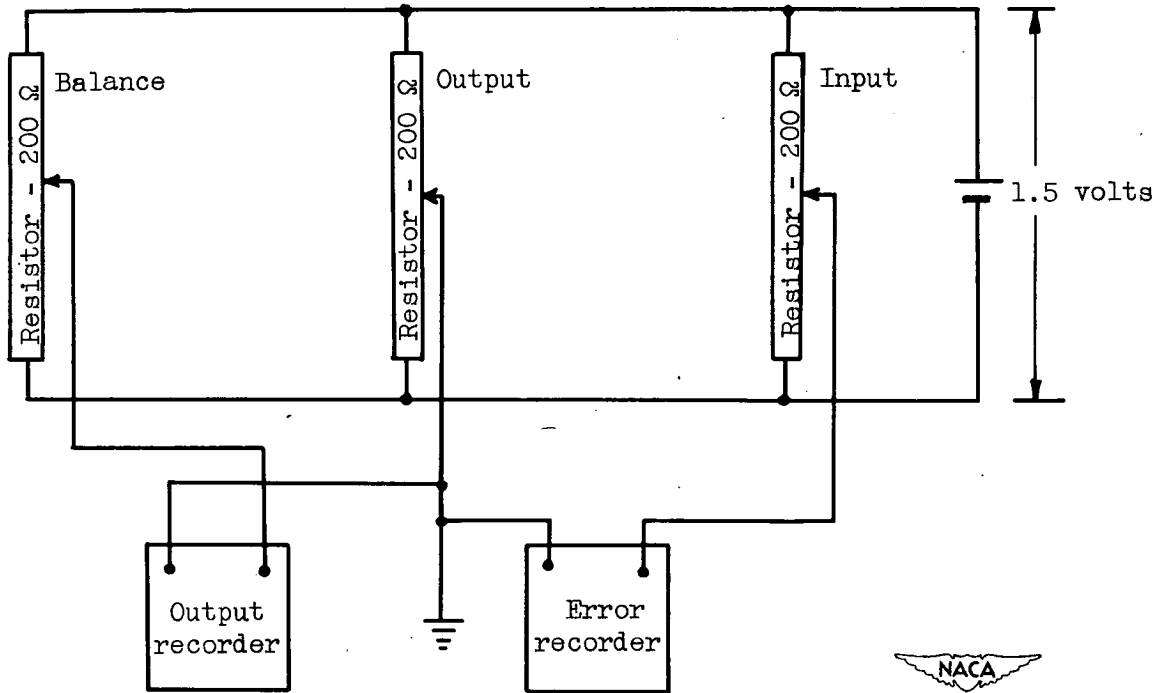 Balance
Output
Input
Resistor - 200 Ω
Resistor - 200 Ω
Resistor - 200 Ω
1.5 volts
Output
recorder
Error
recorder
NACA